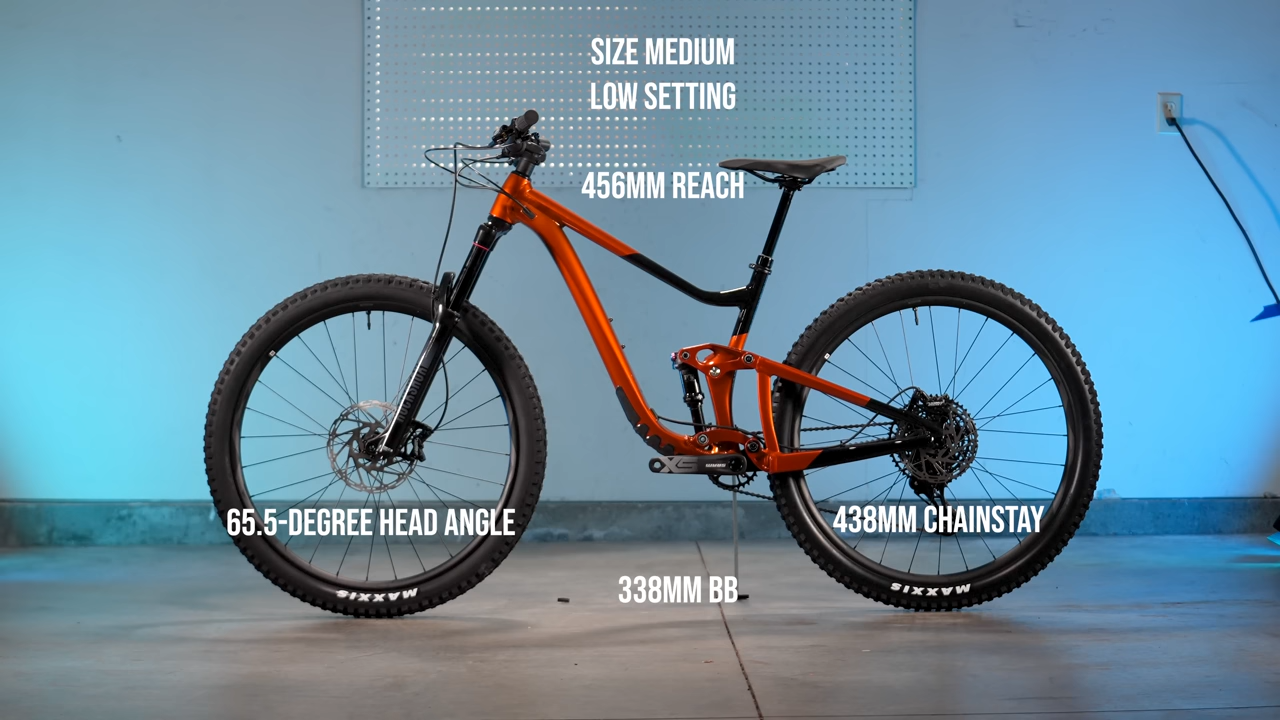 SIZE MEDIUM
LOW SETTING
456MM REACH
65.5-DEGREE HEAD ANGLE
438MM CHAINSTAY
338MM BB
MAXXIS
MAXXIS